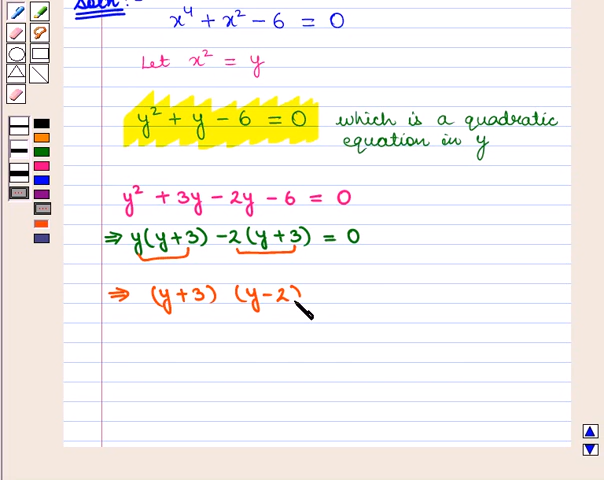 Soln:-
x⁴ + x² - 6 = 0
Let x² = y
y² + y - 6 = 0 which is a quadratic
equation in y
y² + 3y - 2y - 6 = 0
⇒ y(y+3) -2(y+3) = 0
⇒ (y+3) (y-2)